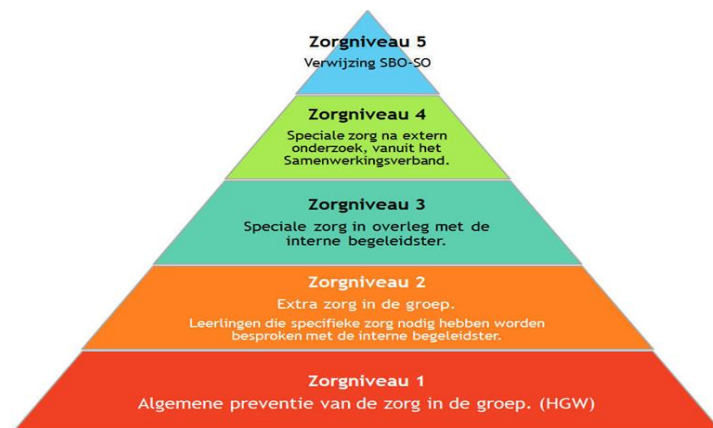 Zorgniveau 5
Verwijzing SBO-SO
Zorgniveau 4
Speciale zorg na extern
onderzoek, vanuit het
Samenwerkingsverband.
Zorgniveau 3
Speciale zorg in overleg met de
interne begeleidster.
Zorgniveau 2
Extra zorg in de groep.
Leerlingen die specifieke zorg nodig hebben worden
besproken met de interne begeleidster.
Zorgniveau 1
Algemene preventie van de zorg in de groep. (HGW)